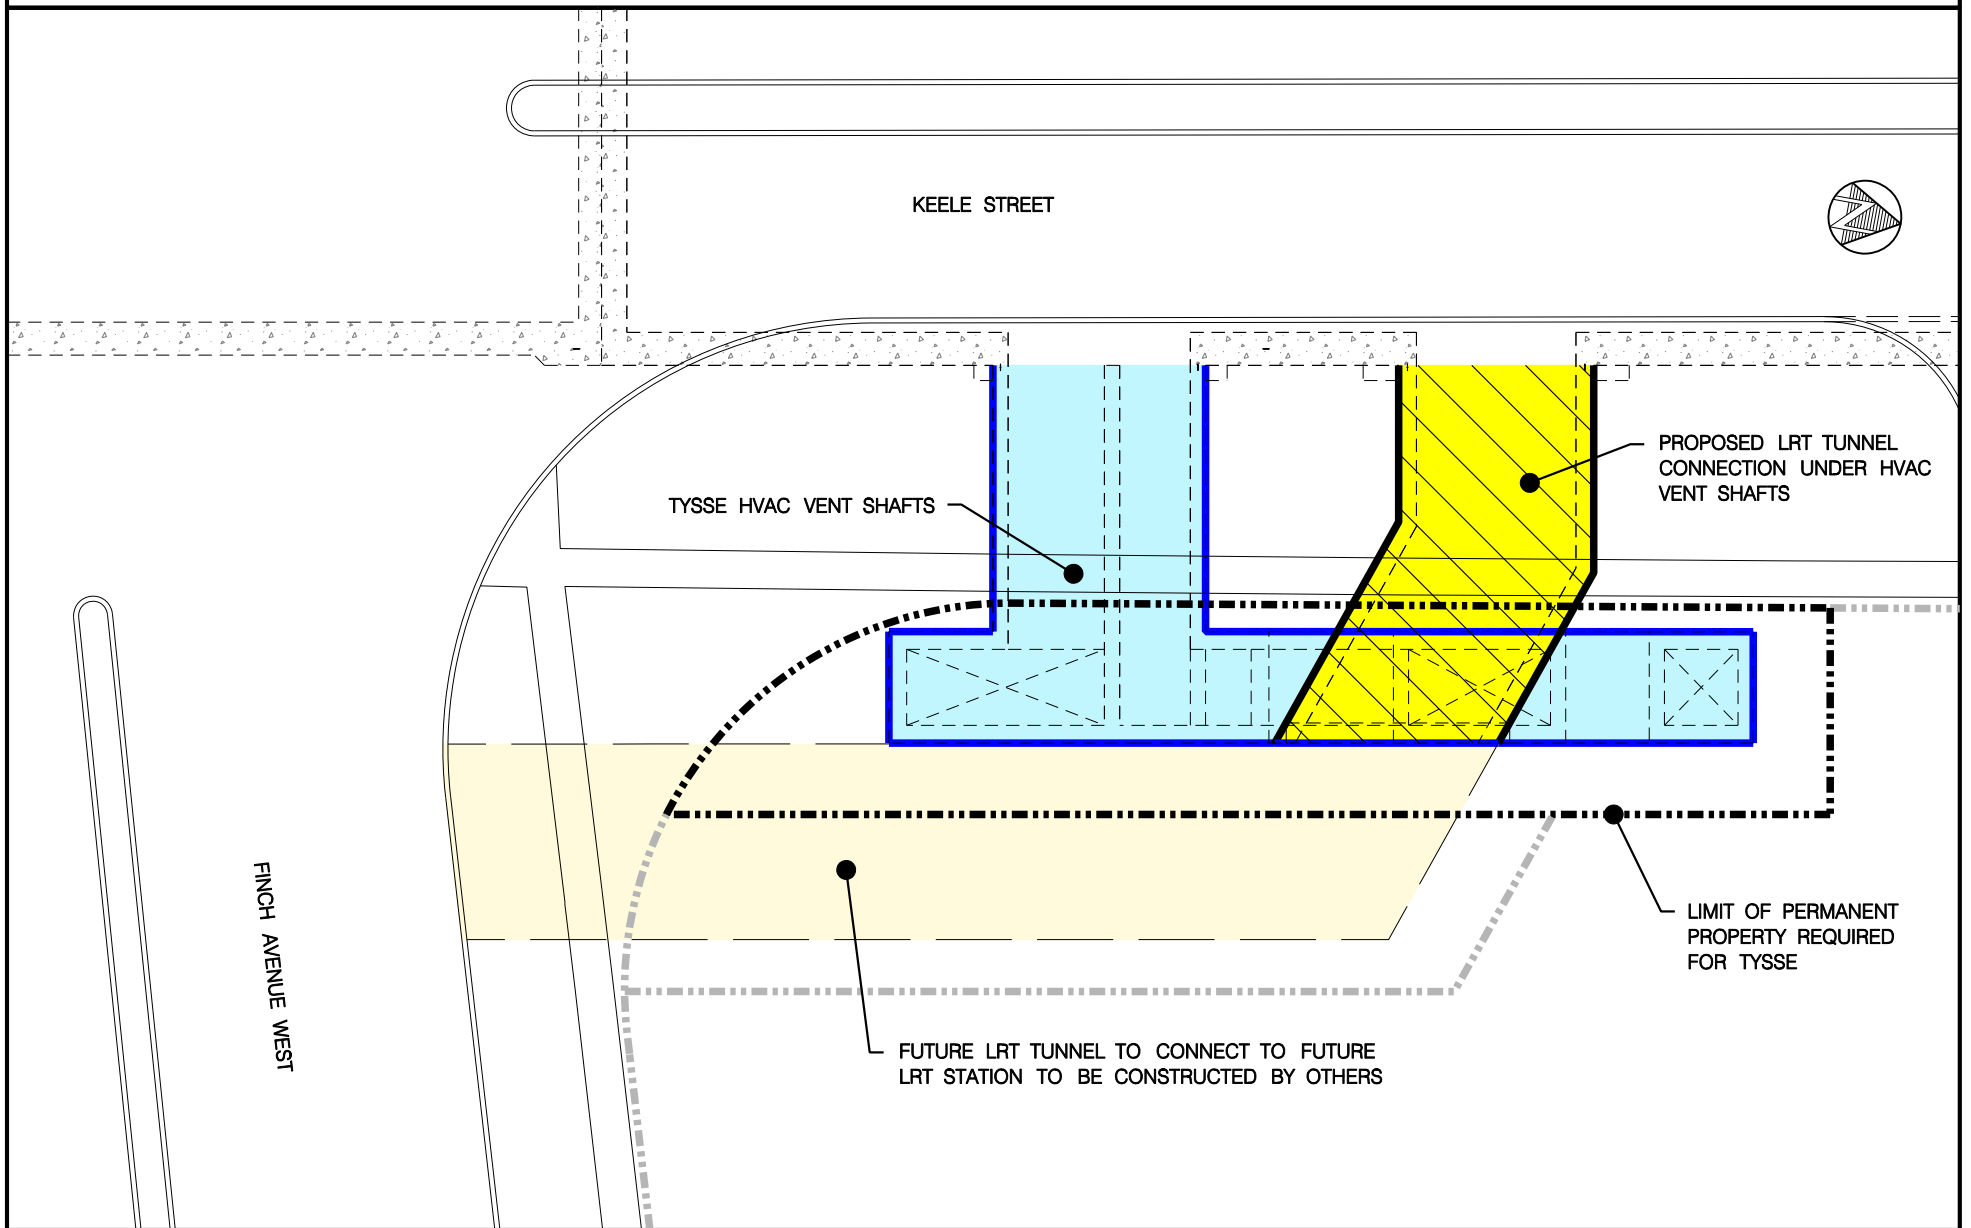 KEELE STREET
PROPOSED LRT TUNNEL
CONNECTION UNDER HVAC
VENT SHAFTS
TYSSE HVAC VENT SHAFTS
FINCH AVENUE WEST
LIMIT OF PERMANENT
PROPERTY REQUIRED
FOR TYSSE
FUTURE LRT TUNNEL TO CONNECT TO FUTURE
LRT STATION TO BE CONSTRUCTED BY OTHERS